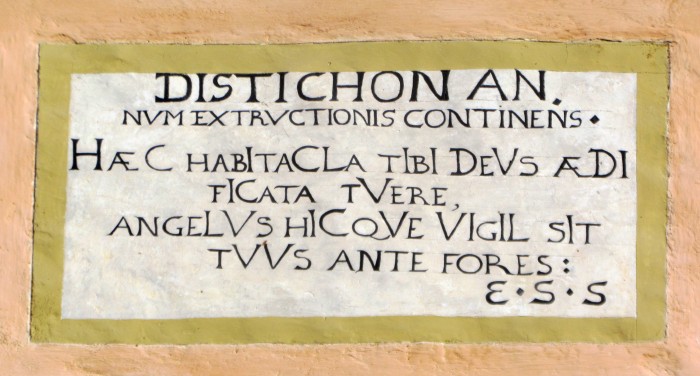 DISTICHON AN.
NVM EXTRVCTIONIS CONTINENS •
HÆC HABITACLA TIBI DEVS ÆDI
FICATA TVERE,
ANGELVS HICQVE VIGIL SIT
TVVS ANTE FORES:
E • S • S